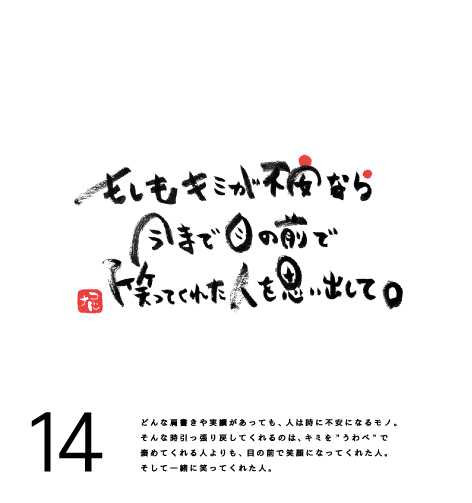 もしもキミが不安なら
今まで目の前で
笑ってくれた人を思い出して。
14
どんな肩書きや実績があっても、人は時に不安になるモノ。
そんな時引っ張り戻してくれるのは、キミを"うわべ"で
褒めてくれる人よりも、目の前で笑顔になってくれた人。
そして一緒に笑ってくれた人。